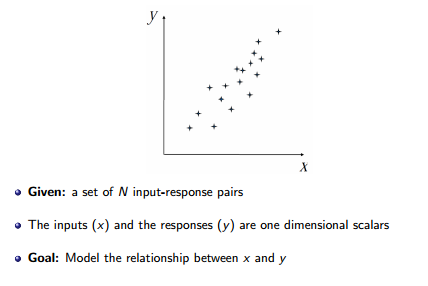 y
x
Given: a set of N input-response pairs
The inputs (x) and the responses (y) are one dimensional scalars
Goal: Model the relationship between x and y